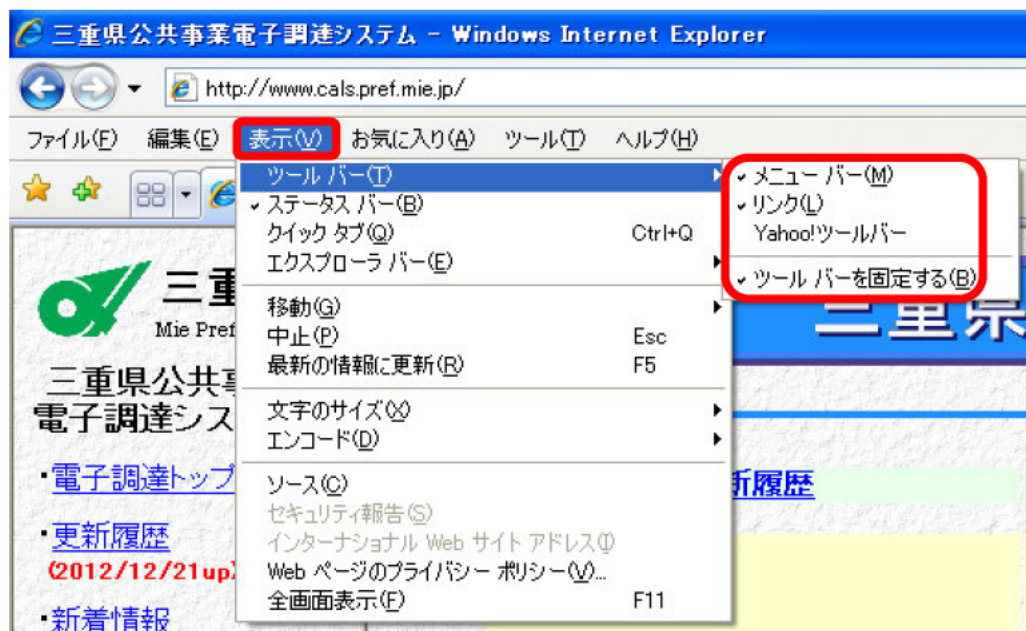 三重県公共事業電子調達システム - Windows Internet Explorer
http://www.cals.pref.mie.jp/
ファイル(F) 編集(E) 表示(V) お気に入り(A) ツール(T) ヘルプ(H)
ツール バー(T)
ステータス バー(B)
クイック タブ(Q) Ctrl+Q
エクスプローラ バー(E)
移動(G)
中止(P) Esc
最新の情報に更新(R) F5
文字のサイズ(X)
エンコード(D)
ソース(C)
セキュリティ報告(S)
インターナショナル Web サイト アドレス(I)
Web ページのプライバシー ポリシー(V)...
全画面表示(F) F11
メニュー バー(M)
リンク(L)
Yahoo!ツールバー
ツール バーを固定する(B)
三重
Mie Pref
三重県公共事
電子調達シス
・電子調達トップ
・更新履歴
(2012/12/21up)
・新着情報
三重県
新履歴